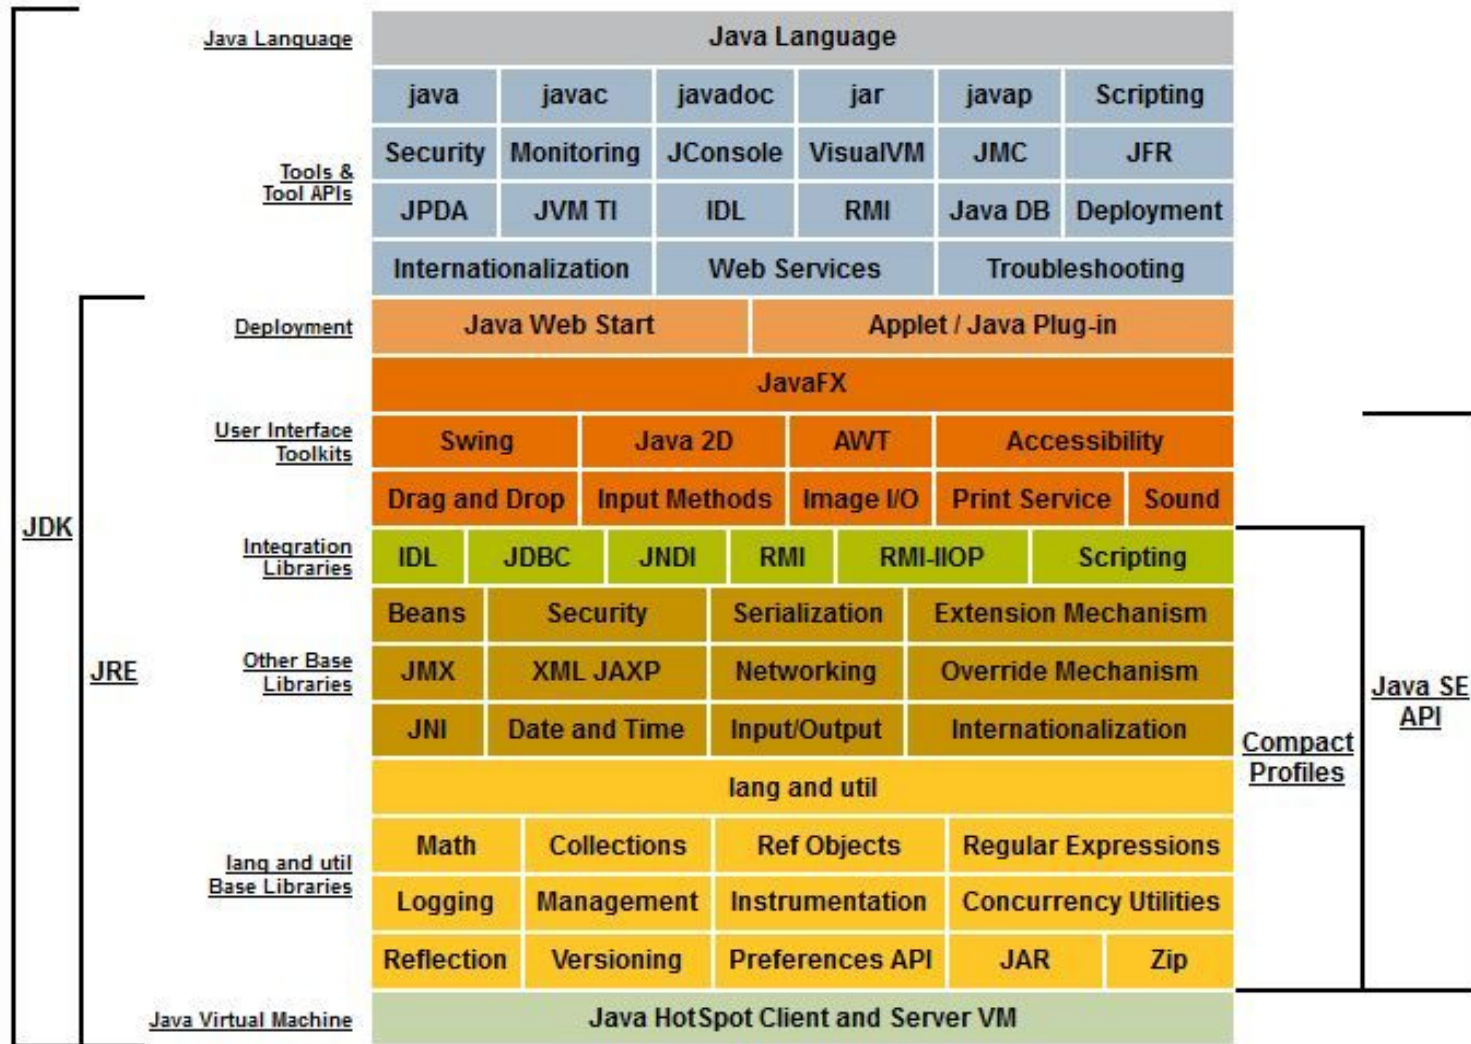 Java Language
Java Language
java javac javadoc jar javap Scripting
Security Monitoring JConsole VisualVM JMC JFR
Tools &
Tool APIs
JPDA JVM TI IDL RMI Java DB Deployment
Internationalization Web Services Troubleshooting
Deployment
Java Web Start Applet / Java Plug-in
JavaFX
User Interface
Toolkits
Swing Java 2D AWT Accessibility
Drag and Drop Input Methods Image I/O Print Service Sound
JDK
Integration
Libraries
IDL JDBC JNDI RMI RMI-IIOP Scripting
Beans Security Serialization Extension Mechanism
JRE
Other Base
Libraries
JMX XML JAXP Networking Override Mechanism
Java SE
API
JNI Date and Time Input/Output Internationalization
Compact
Profiles
lang and util
Math Collections Ref Objects Regular Expressions
lang and util
Base Libraries
Logging Management Instrumentation Concurrency Utilities
Reflection Versioning Preferences API JAR Zip
Java Virtual Machine
Java HotSpot Client and Server VM